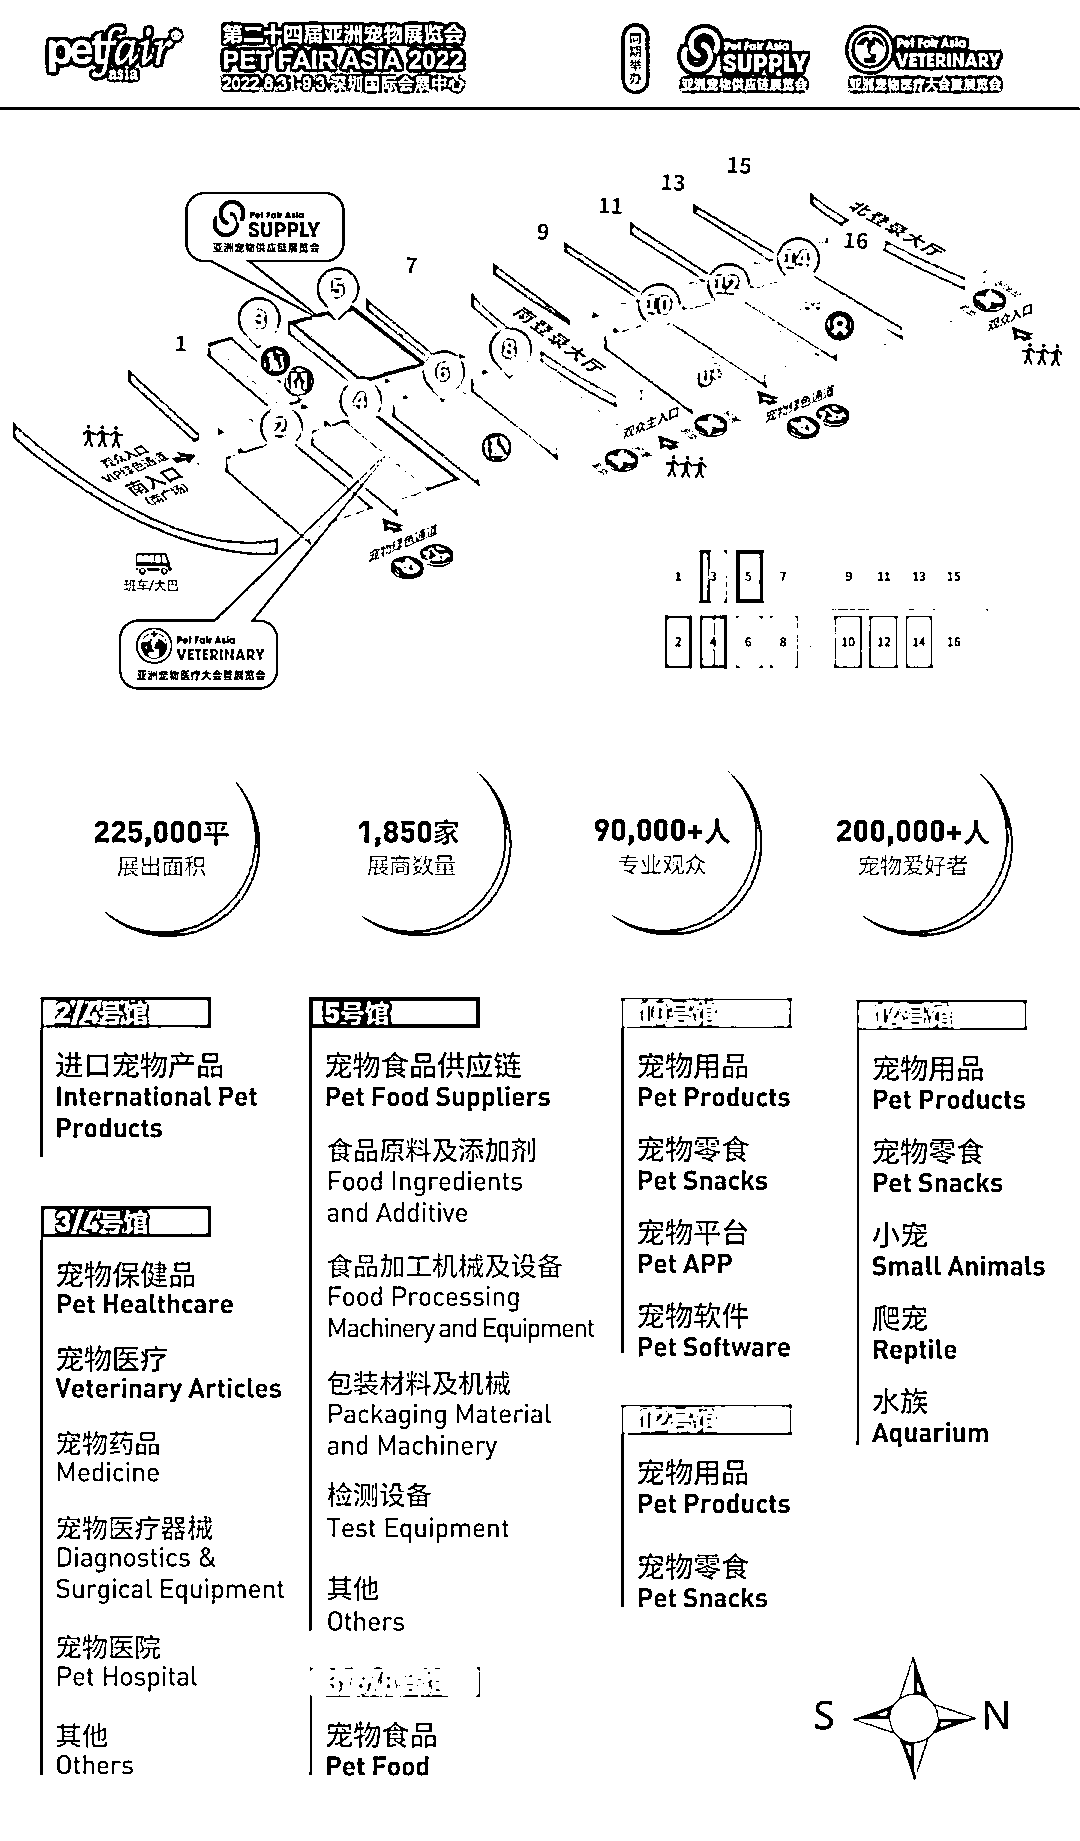 petfair
asia
第二十四届亚洲宠物展览会
PET FAIR ASIA 2022
2022.8.31-9.3 深圳国际会展中心
同期举办
Pet Fair Asia
SUPPLY
亚洲宠物供应链展览会
Pet Fair Asia
VETERINARY
亚洲宠物医疗大会暨展览会
15
13
11
9
16
北登录大厅
Pet Fair Asia
SUPPLY
亚洲宠物供应链展览会
7
5
3
1
14
12
10
8
6
4
2
南登录大厅
观众入口
观众主入口
宠物绿色通道
观众入口
VIP绿色通道
南入口
(南广场)
宠物绿色通道
班车/大巴
Pet Fair Asia
VETERINARY
亚洲宠物医疗大会暨展览会
1 3 5 7 9 11 13 15
2 4 6 8 10 12 14 16
225,000平
展出面积
1,850家
展商数量
90,000+人
专业观众
200,000+人
宠物爱好者
2/4号馆
进口宠物产品
International Pet
Products
3/4号馆
宠物保健品
Pet Healthcare
宠物医疗
Veterinary Articles
宠物药品
Medicine
宠物医疗器械
Diagnostics &
Surgical Equipment
宠物医院
Pet Hospital
其他
Others
5号馆
宠物食品供应链
Pet Food Suppliers
食品原料及添加剂
Food Ingredients
and Additive
食品加工机械及设备
Food Processing
Machinery and Equipment
包装材料及机械
Packaging Material
and Machinery
检测设备
Test Equipment
其他
Others
宠物食品
Pet Food
10号馆
宠物用品
Pet Products
宠物零食
Pet Snacks
宠物平台
Pet APP
宠物软件
Pet Software
12号馆
宠物用品
Pet Products
宠物零食
Pet Snacks
号馆
宠物用品
Pet Products
宠物零食
Pet Snacks
小宠
Small Animals
爬宠
Reptile
水族
Aquarium
S
N